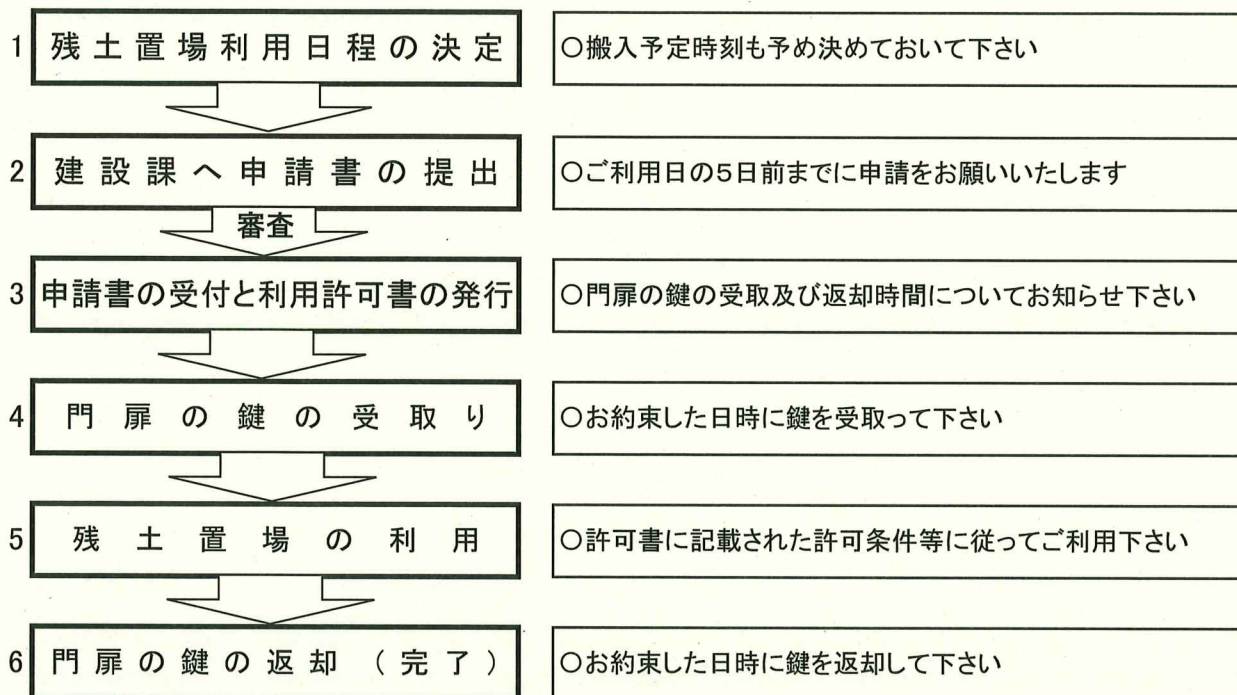 1 残土置場利用日程の決定 ○搬入予定時刻も予め決めておいて下さい
2 建設課へ申請書の提出 ○ご利用日の5日前までに申請をお願いいたします
審査
3 申請書の受付と利用許可書の発行 ○門扉の鍵の受取及び返却時間についてお知らせ下さい
4 門扉の鍵の受取り ○お約束した日時に鍵を受取って下さい
5 残土置場の利用 ○許可書に記載された許可条件等に従ってご利用下さい
6 門扉の鍵の返却(完了) ○お約束した日時に鍵を返却して下さい